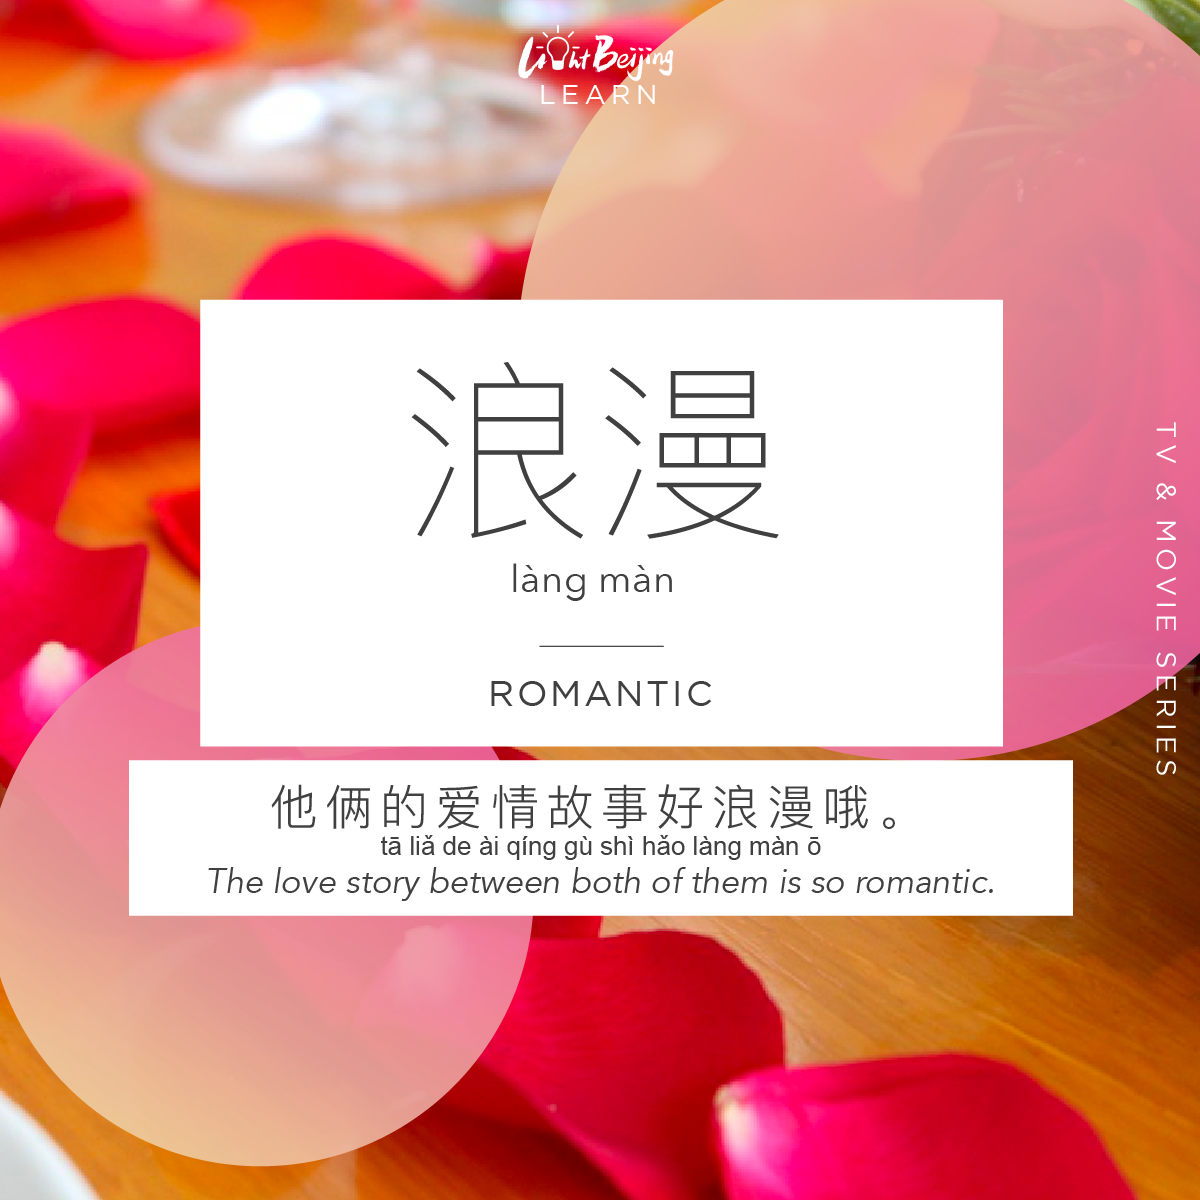 Light Beijing
LEARN
浪漫
làng màn
ROMANTIC
他俩的爱情故事好浪漫哦。
tā liǎ de ài qíng gù shì hǎo làng màn ō
The love story between both of them is so romantic.
TV & MOVIE SERIES